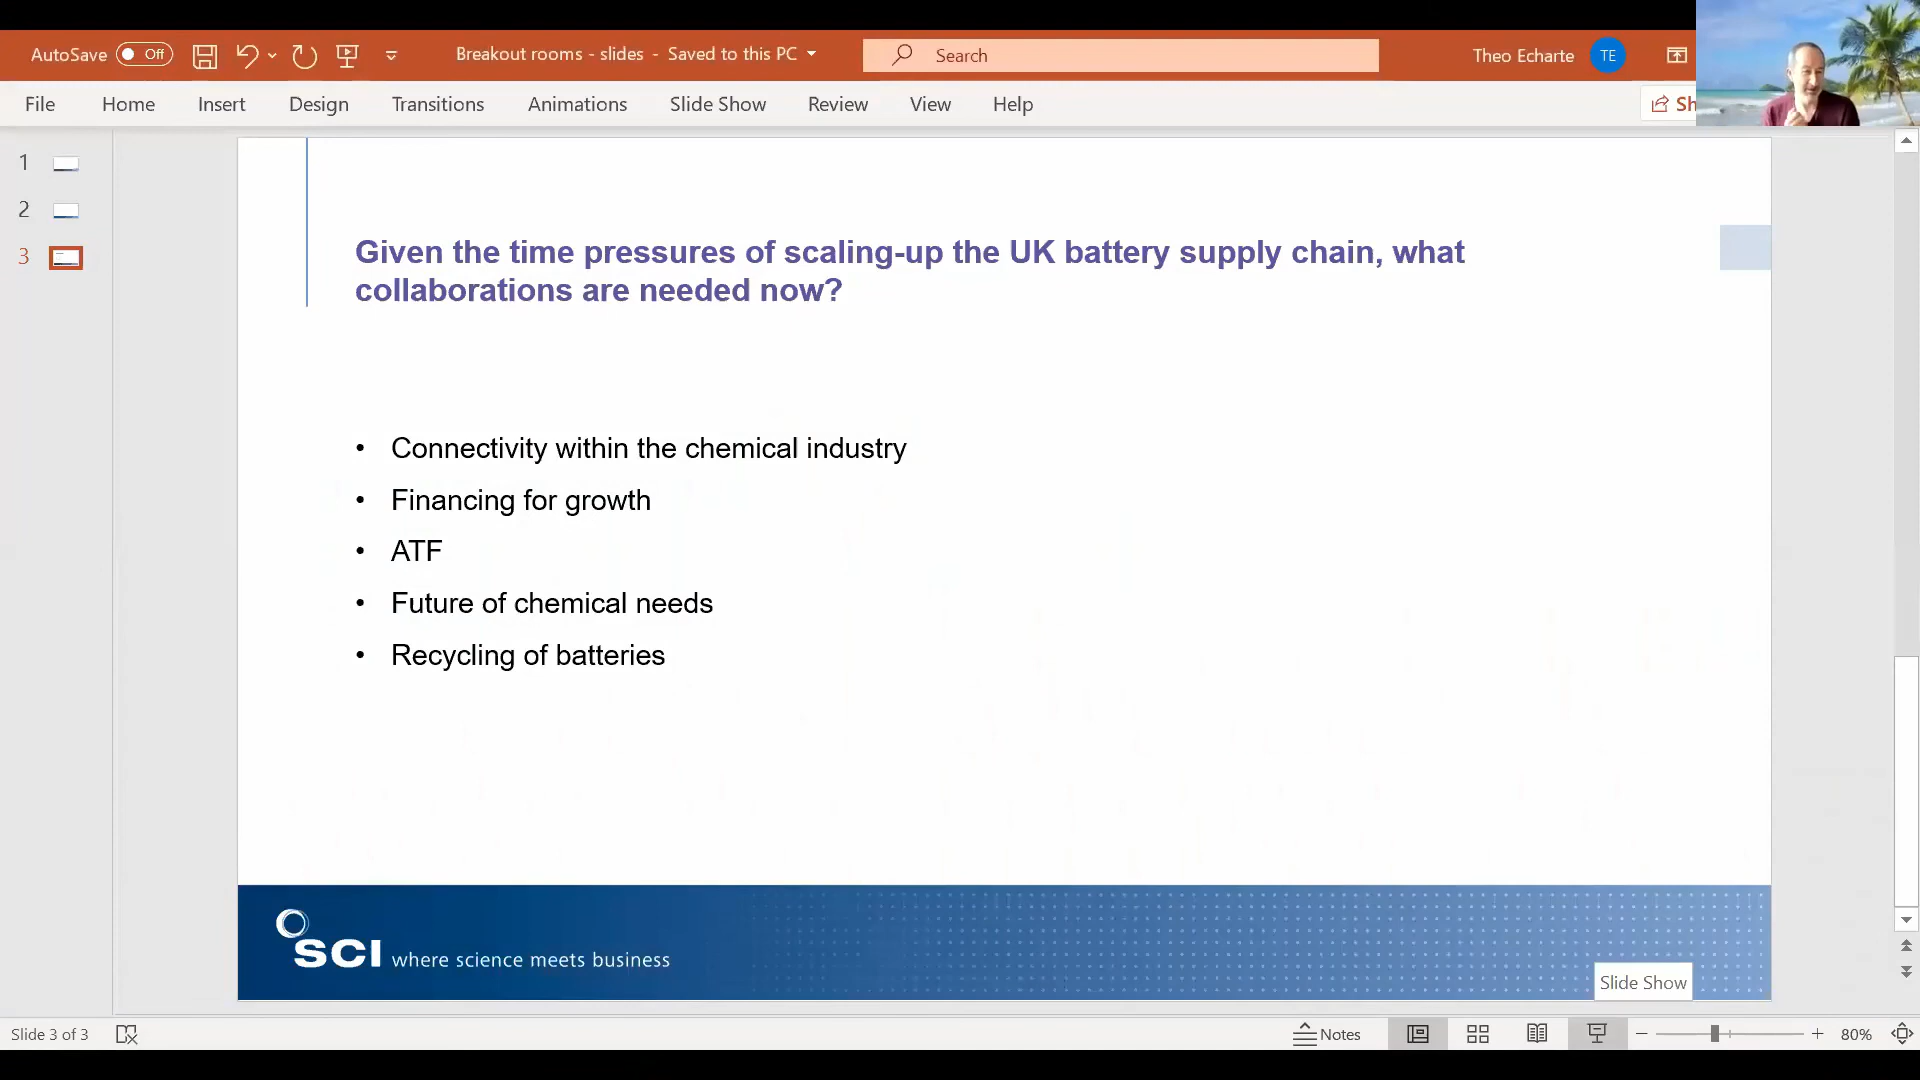 AutoSave Off Breakout rooms - slides - Saved to this PC Search Theo Echarte TE
File Home Insert Design Transitions Animations Slide Show Review View Help Sh
1
2
3
Given the time pressures of scaling-up the UK battery supply chain, what
collaborations are needed now?
• Connectivity within the chemical industry
• Financing for growth
• ATF
• Future of chemical needs
• Recycling of batteries
SCI where science meets business
Slide Show
Slide 3 of 3 Notes 80%